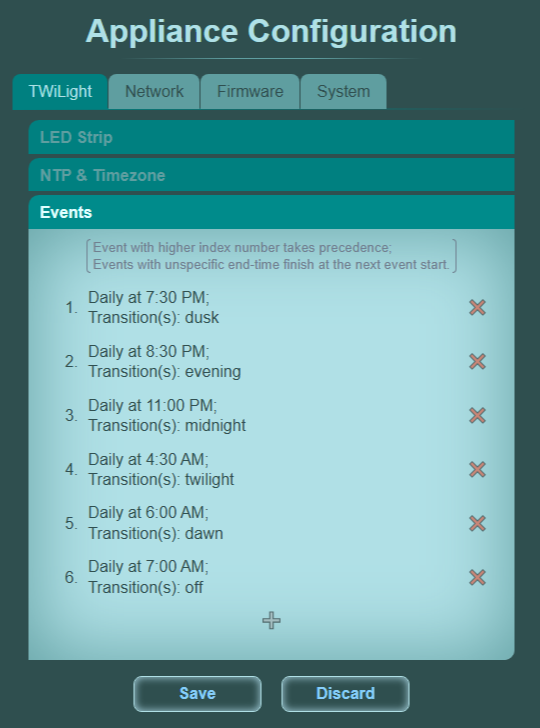 Appliance Configuration
TWiLight Network Firmware System
LED Strip
NTP & Timezone
Events
Event with higher index number takes precedence;
Events with unspecific end-time finish at the next event start.
1. Daily at 7:30 PM;
Transition(s): dusk
2. Daily at 8:30 PM;
Transition(s): evening
3. Daily at 11:00 PM;
Transition(s): midnight
4. Daily at 4:30 AM;
Transition(s): twilight
5. Daily at 6:00 AM;
Transition(s): dawn
6. Daily at 7:00 AM;
Transition(s): off
Save Discard